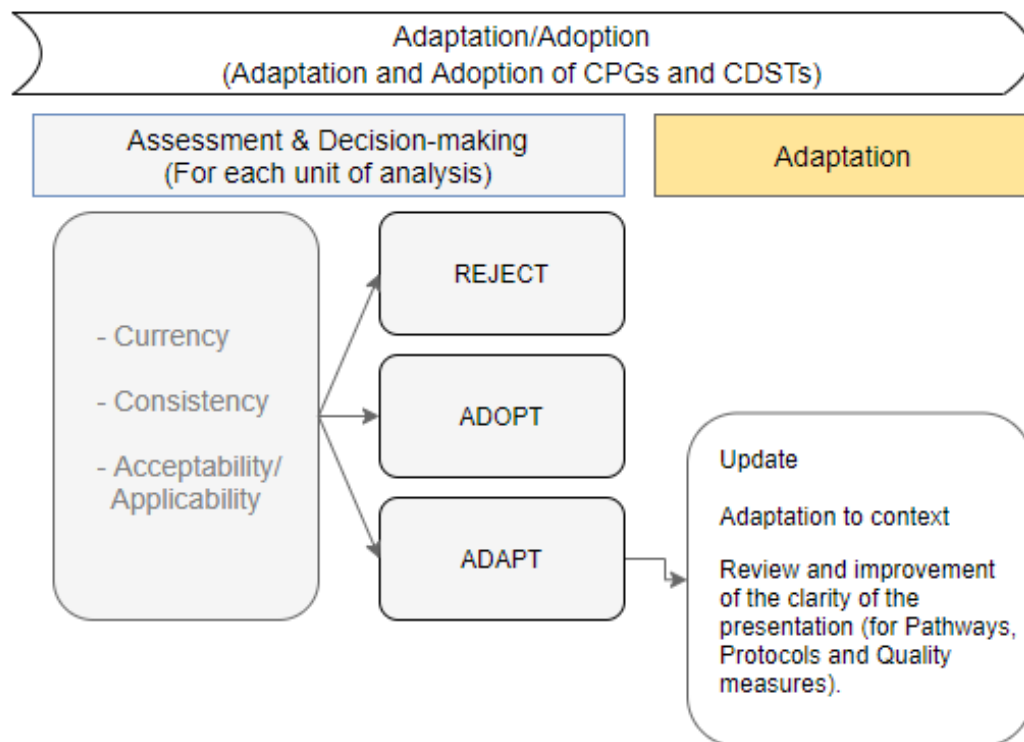 Adaptation/Adoption
(Adaptation and Adoption of CPGs and CDSTs)
Assessment & Decision-making
(For each unit of analysis)
Adaptation
- Currency
- Consistency
- Acceptability/
Applicability
REJECT
ADOPT
ADAPT
Update
Adaptation to context
Review and improvement
of the clarity of the
presentation (for Pathways,
Protocols and Quality
measures).